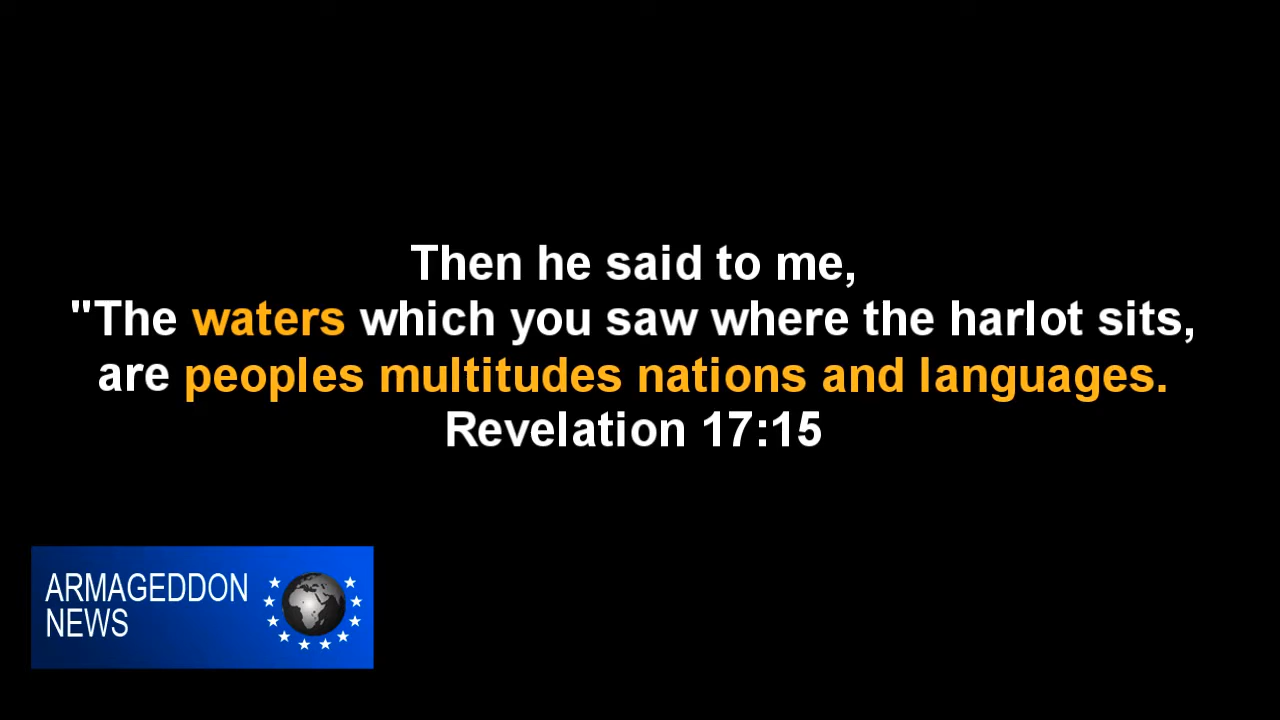 Then he said to me,
"The waters which you saw where the harlot sits,
are peoples multitudes nations and languages.
Revelation 17:15
ARMAGEDDON
NEWS